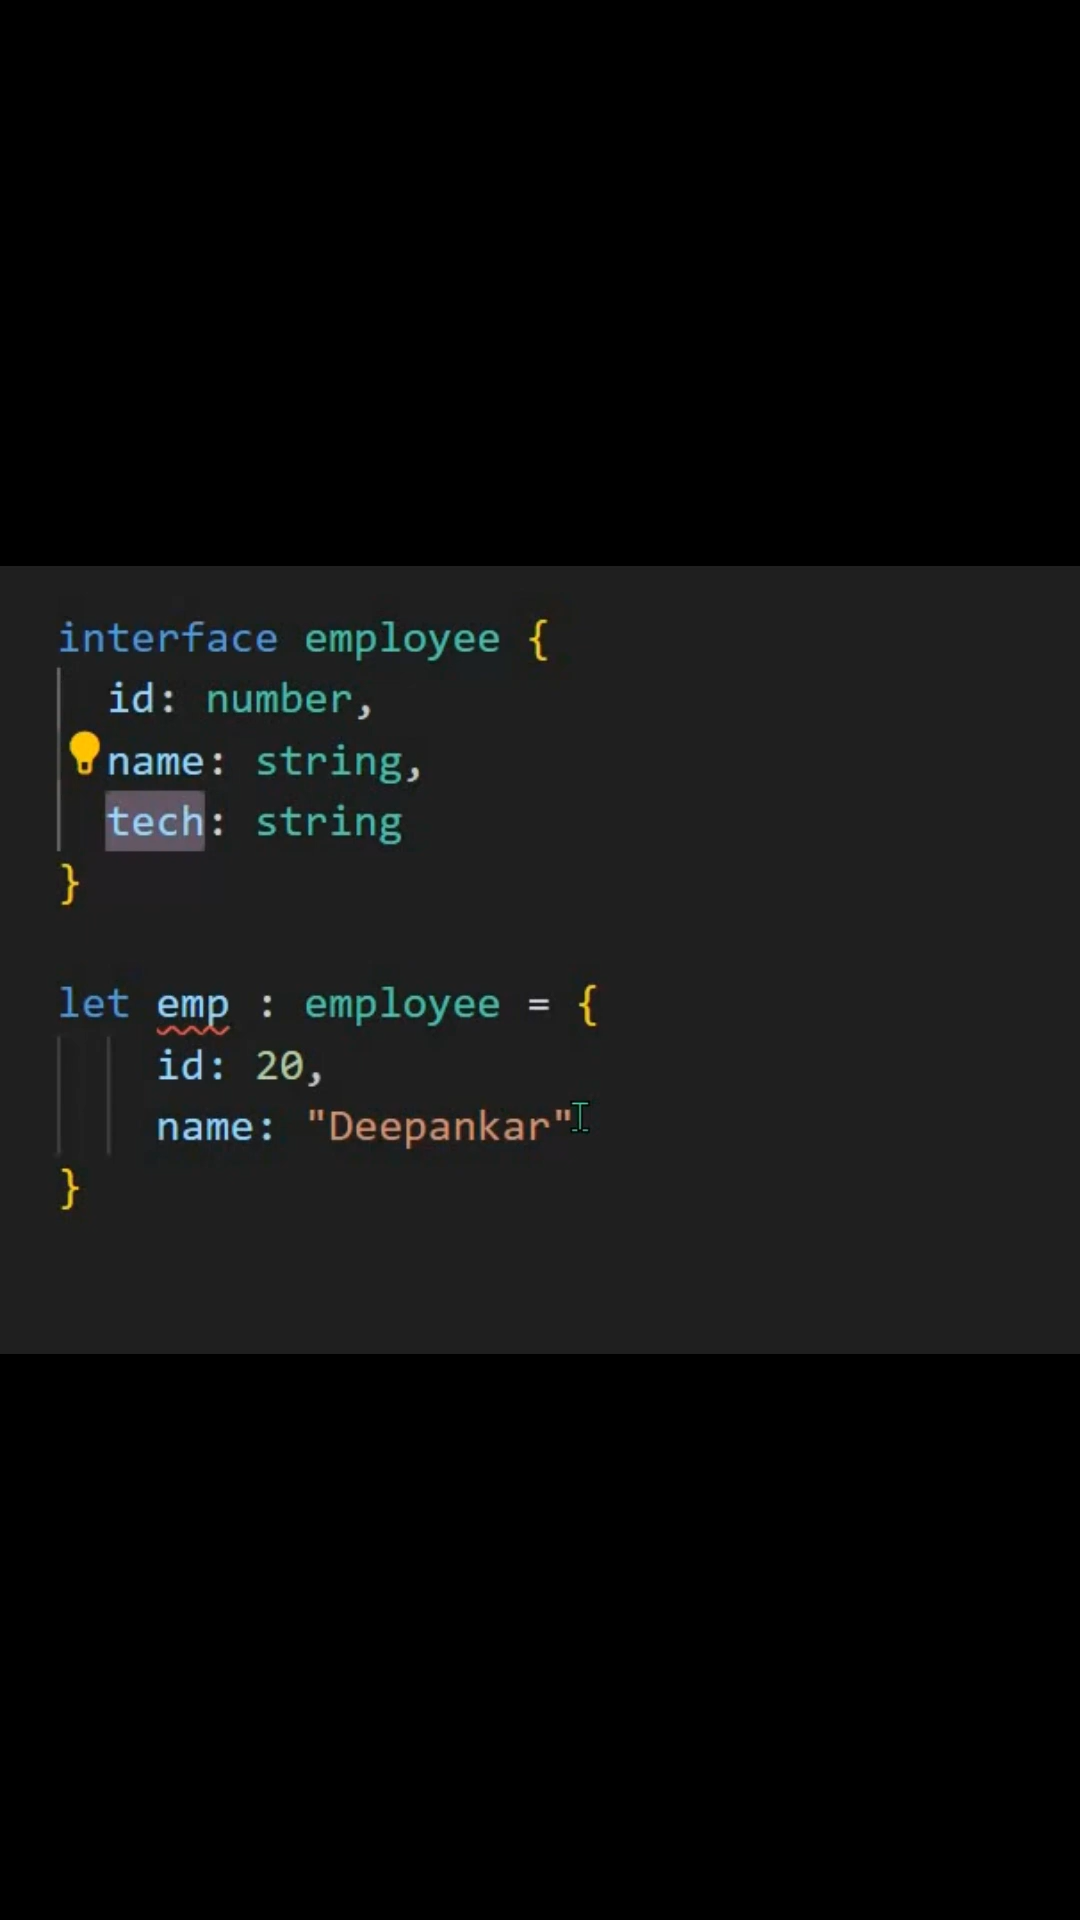 interface employee {
id: number,
name: string,
tech: string
}
let emp : employee = {
id: 20,
name: "Deepankar"
}